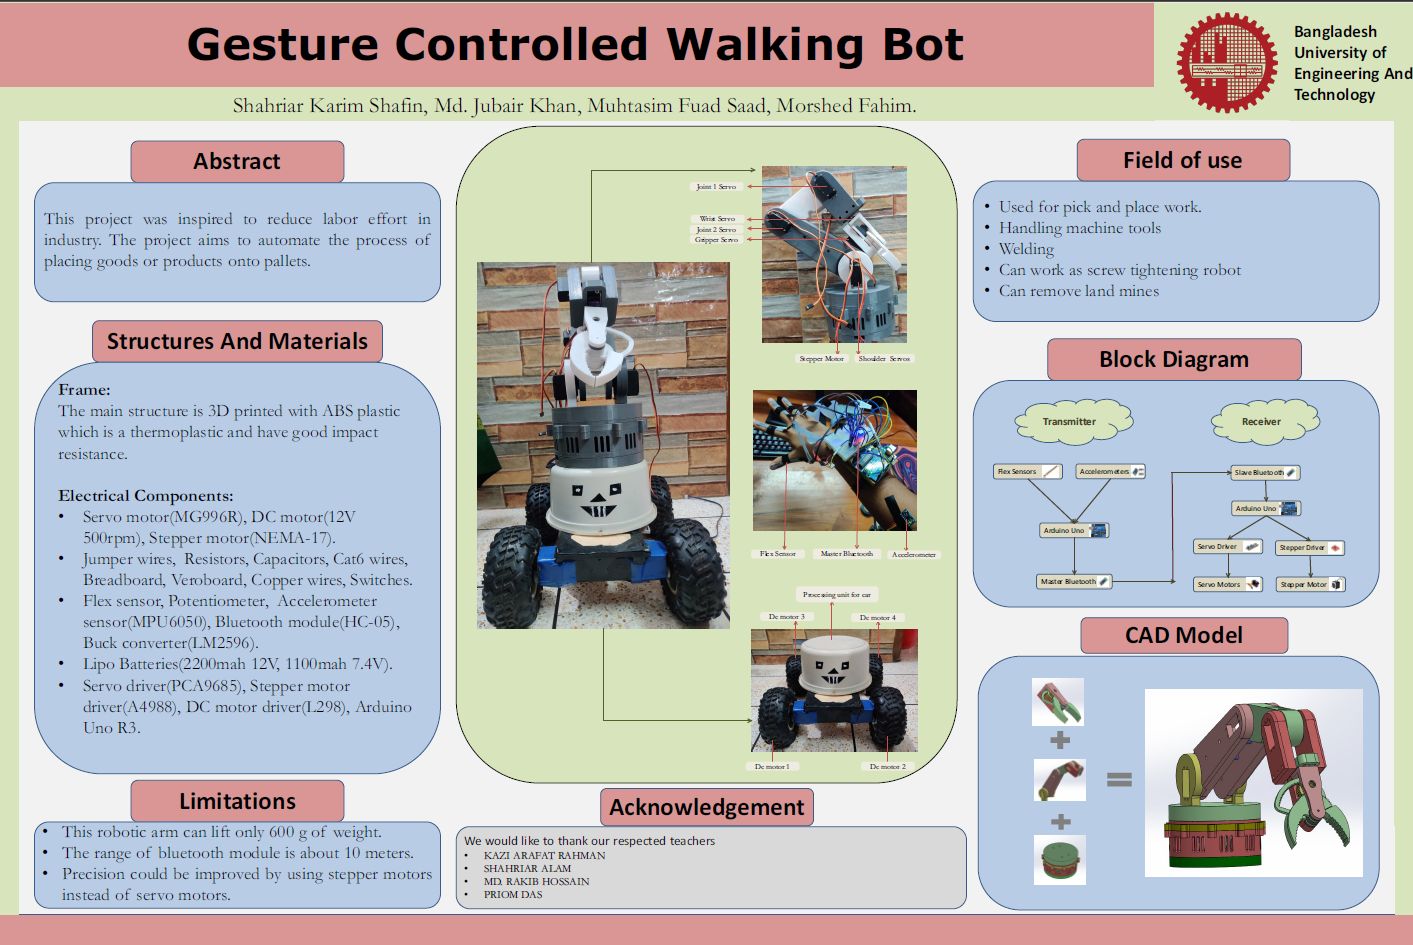 Gesture Controlled Walking Bot
Bangladesh
University of
Engineering And
Technology
Shahriar Karim Shafin, Md. Jubair Khan, Muhtasim Fuad Saad, Morshed Fahim.
Abstract
This project was inspired to reduce labor effort in
industry. The project aims to automate the process of
placing goods or products onto pallets.
Structures And Materials
Frame:
The main structure is 3D printed with ABS plastic
which is a thermoplastic and have good impact
resistance.
Electrical Components:
• Servo motor(MG996R), DC motor(12V
500rpm), Stepper motor(NEMA-17).
• Jumper wires, Resistors, Capacitors, Cat6 wires,
Breadboard, Veroboard, Copper wires, Switches.
• Flex sensor, Potentiometer, Accelerometer
sensor(MPU6050), Bluetooth module(HC-05),
Buck converter(LM2596).
• Lipo Batteries(2200mah 12V, 1100mah 7.4V).
• Servo driver(PCA9685), Stepper motor
driver(A4988), DC motor driver(L298), Arduino
Uno R3.
Limitations
• This robotic arm can lift only 600 g of weight.
• The range of bluetooth module is about 10 meters.
• Precision could be improved by using stepper motors
instead of servo motors.
Joint 1 Servo
Wrist Servo
Joint 2 Servo
Gripper Servo
Stepper Motor
Shoulder Servos
Flex Sensor
Master Bluetooth
Accelerometer
Processing unit for car
Dc motor 3
Dc motor 4
Dc motor 1
Dc motor 2
Acknowledgement
We would like to thank our respected teachers
• KAZI ARAFAT RAHMAN
• SHAHRIAR ALAM
• MD. RAKIB HOSSAIN
• PRIOM DAS
Field of use
• Used for pick and place work.
• Handling machine tools
• Welding
• Can work as screw tightening robot
• Can remove land mines
Block Diagram
Transmitter
Receiver
Flex Sensors
Accelerometers
Slave Bluetooth
Arduino Uno
Arduino Uno
Servo Driver
Stepper Driver
Master Bluetooth
Servo Motors
Stepper Motor
CAD Model
+
+
=